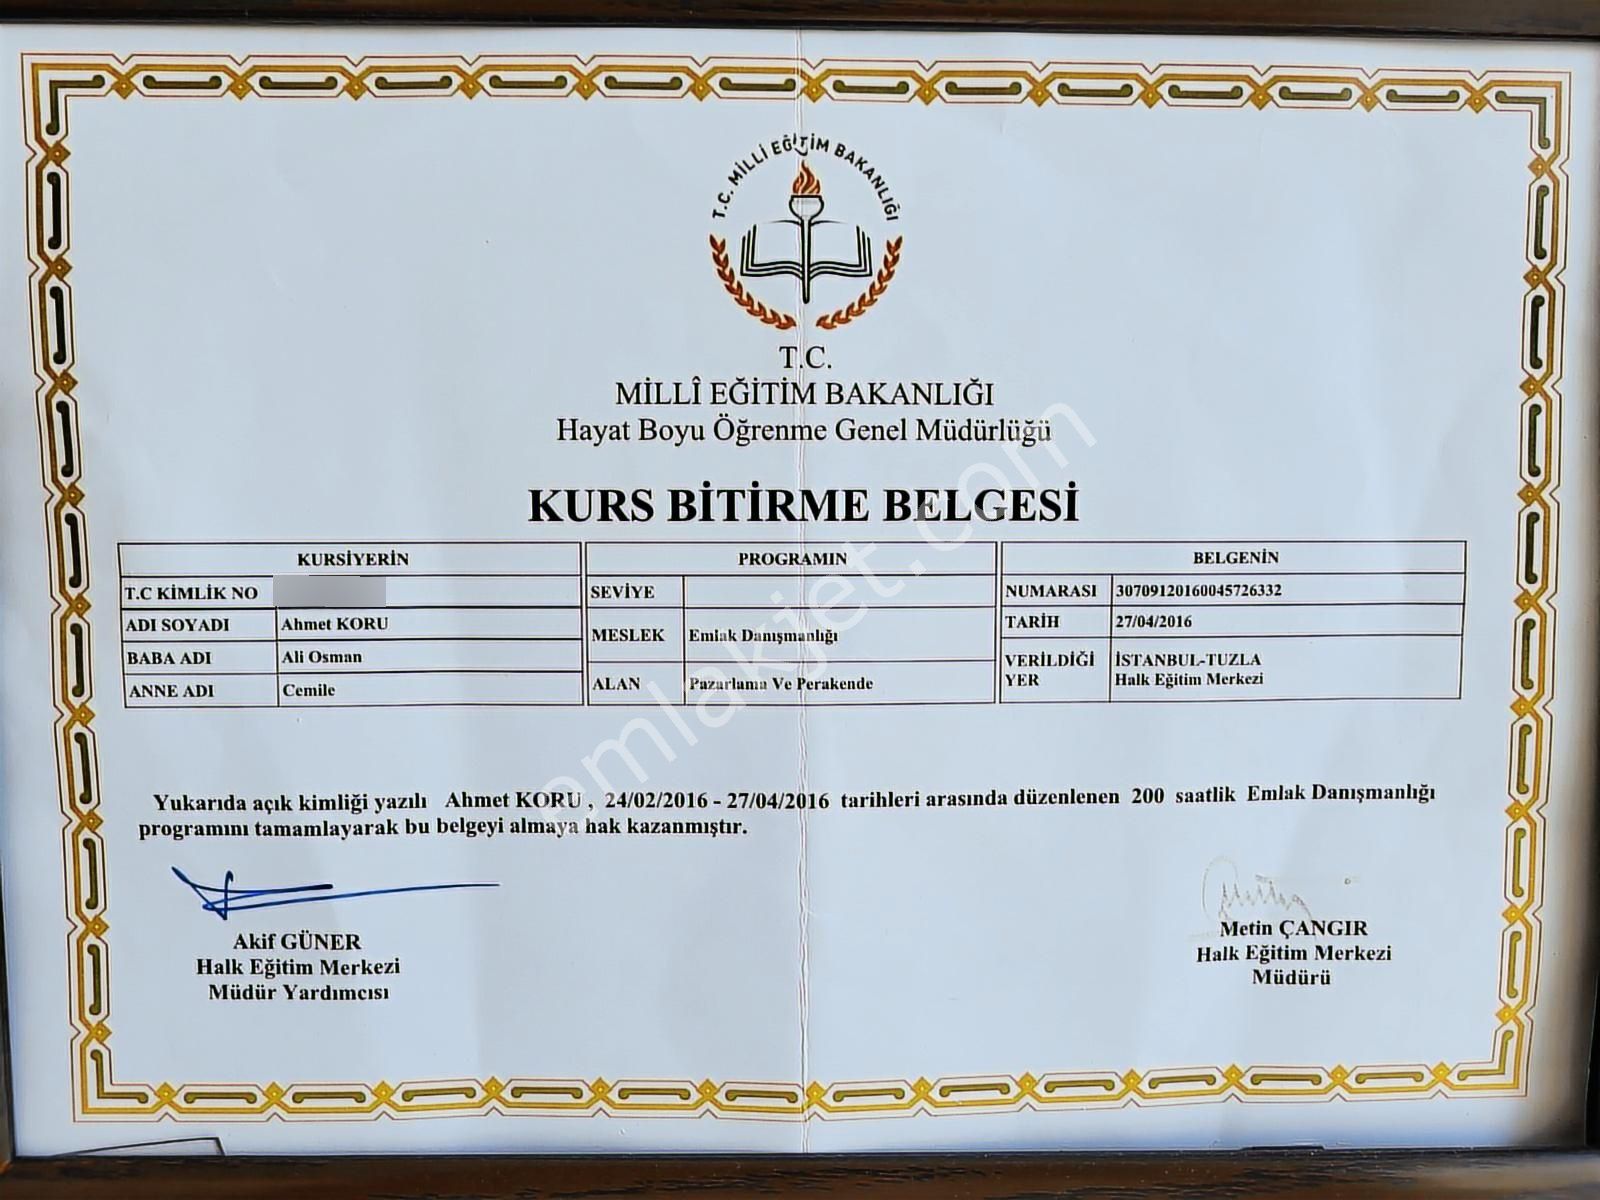 T.C. MİLLİ EĞİTİM BAKANLIĞI
T.C.
MİLLÎ EĞİTİM BAKANLIĞI
Hayat Boyu Öğrenme Genel Müdürlüğü
KURS BİTİRME BELGESİ
KURSİYERİN
T.C KİMLİK NO
ADI SOYADI Ahmet KORU
BABA ADI Ali Osman
ANNE ADI Cemile
PROGRAMIN
SEVİYE
MESLEK Emlak Danışmanlığı
ALAN Pazarlama Ve Perakende
BELGENİN
NUMARASI 30709120160045726332
TARİH 27/04/2016
VERİLDİĞİ YER İSTANBUL-TUZLA
Halk Eğitim Merkezi
Yukarıda açık kimliği yazılı Ahmet KORU , 24/02/2016 - 27/04/2016 tarihleri arasında düzenlenen 200 saatlik Emlak Danışmanlığı
programını tamamlayarak bu belgeyi almaya hak kazanmıştır.
Akif GÜNER
Halk Eğitim Merkezi
Müdür Yardımcısı
Metin ÇANGIR
Halk Eğitim Merkezi
Müdürü
emlakjet.com